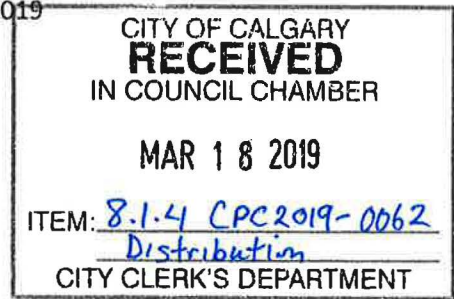 019
CITY OF CALGARY
RECEIVED
IN COUNCIL CHAMBER
MAR 18 2019
ITEM: 8.1.4 CPC2019-0062
Distribution
CITY CLERK'S DEPARTMENT